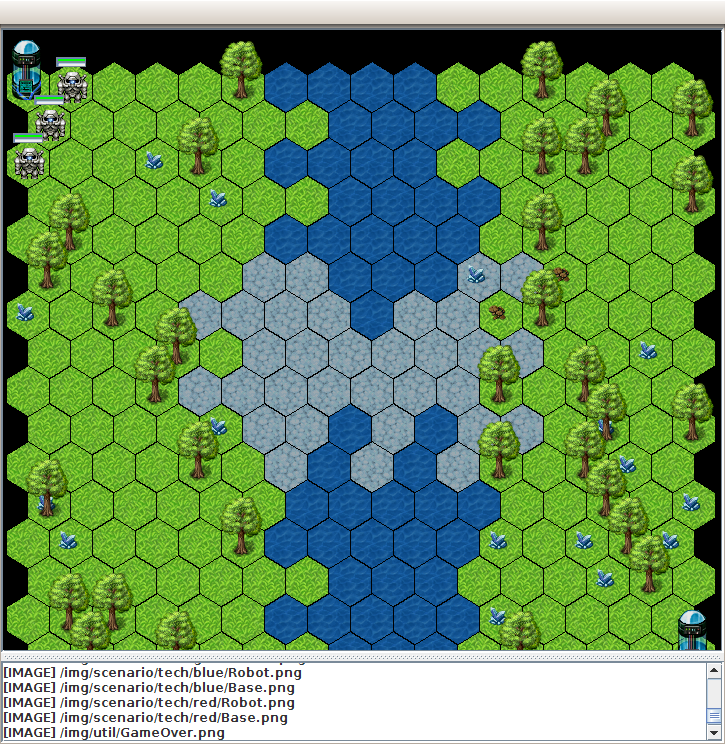 [IMAGE] /img/scenario/tech/blue/Robot.png
[IMAGE] /img/scenario/tech/blue/Base.png
[IMAGE] /img/scenario/tech/red/Robot.png
[IMAGE] /img/scenario/tech/red/Base.png
[IMAGE] /img/util/GameOver.png